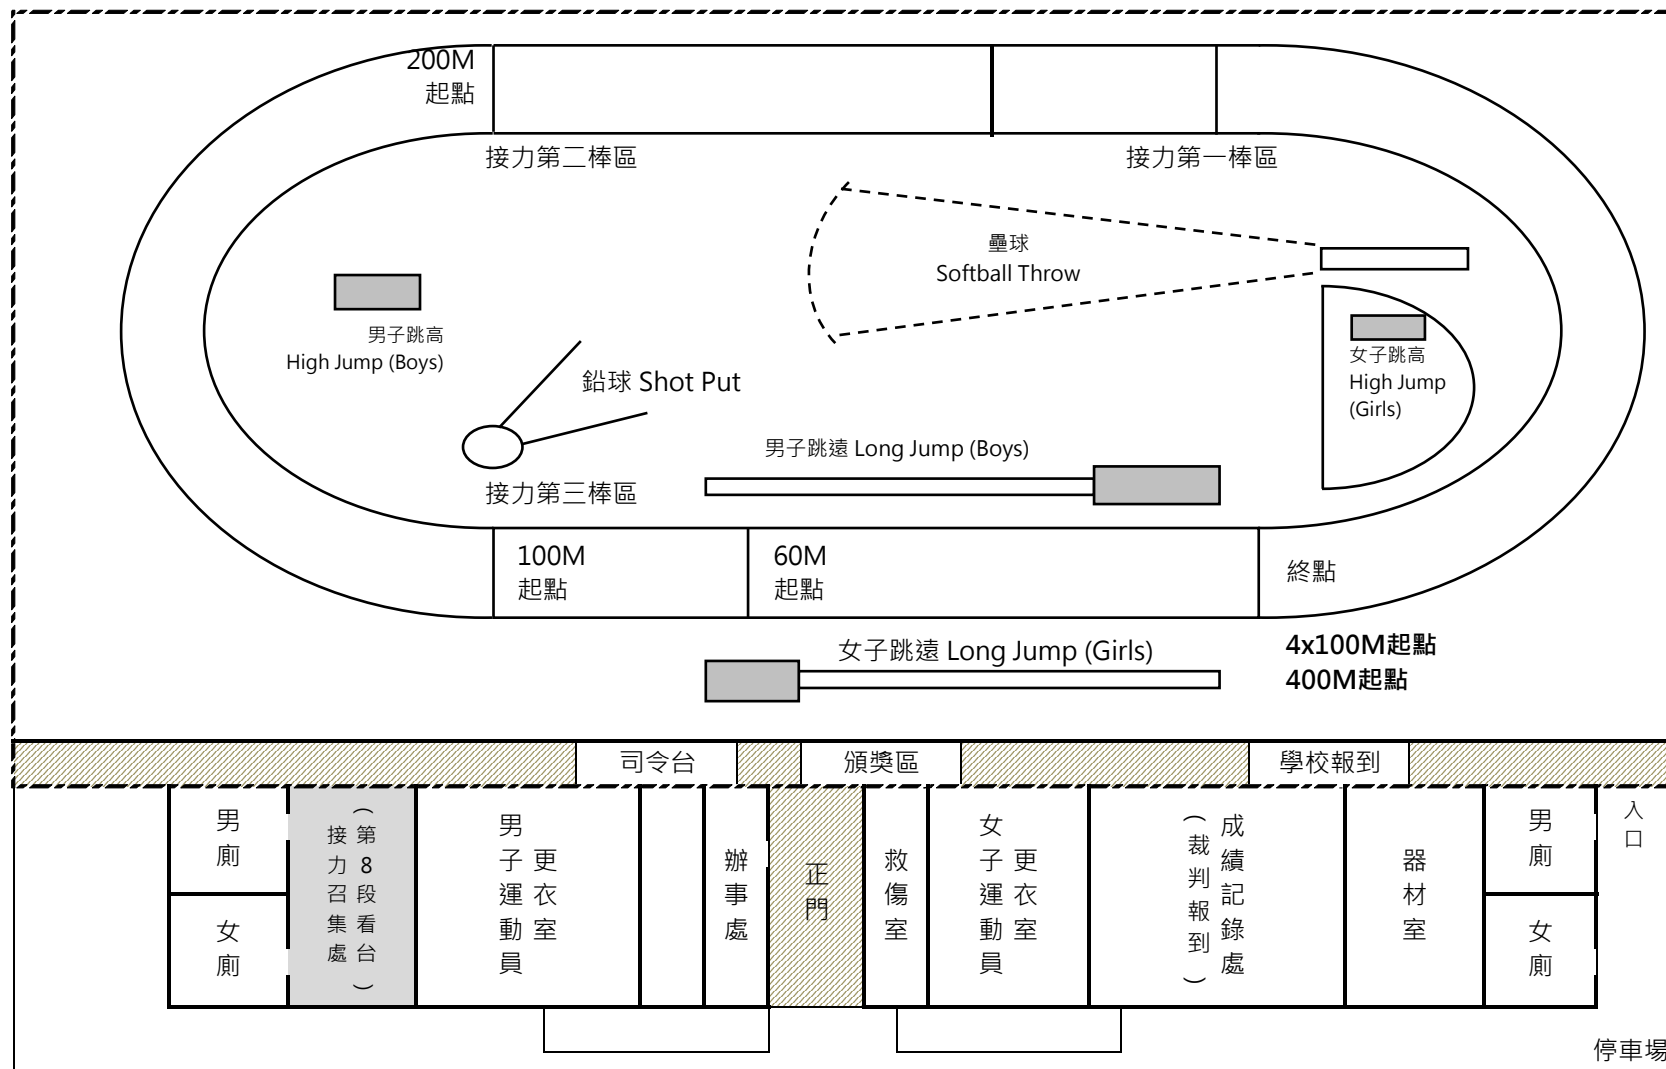 200M
起點
接力第二棒區
接力第一棒區
壘球
Softball Throw
男子跳高
High Jump (Boys)
女子跳高
High Jump
(Girls)
鉛球 Shot Put
男子跳遠 Long Jump (Boys)
接力第三棒區
100M
起點
60M
起點
終點
女子跳遠 Long Jump (Girls)
4x100M起點
400M起點
司令台
頒獎區
學校報到
男廁
女廁
(第8段看台)
接力召集處
男子運動員
更衣室
辦事處
正門
救傷室
女子運動員
更衣室
成績記錄處
(裁判報到)
器材室
男廁
女廁
入口
停車場